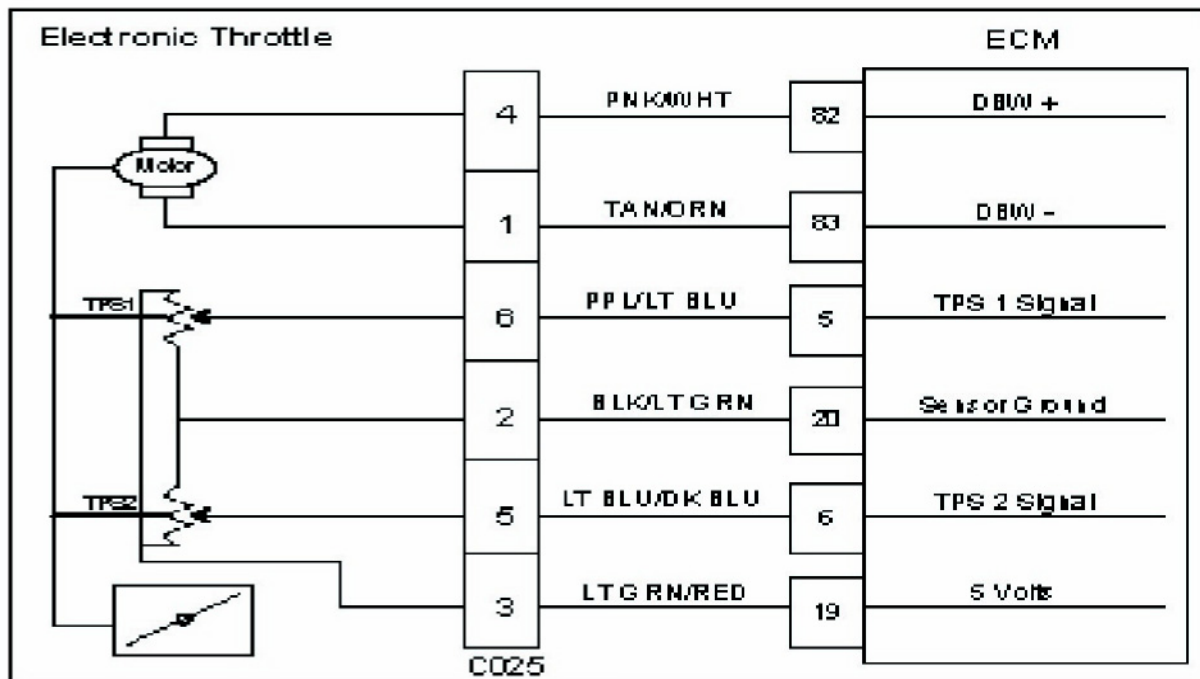 Electronic Throttle
ECM
4
PNK/WHT
82
DBW +
Motor
1
TAN/ORN
83
DBW -
TPS1
6
PPL/LT BLU
5
TPS 1 Signal
2
BLK/LT GRN
20
Sensor Ground
TPS2
5
LT BLU/DK BLU
6
TPS 2 Signal
3
LT GRN/RED
19
5 Volts
C025